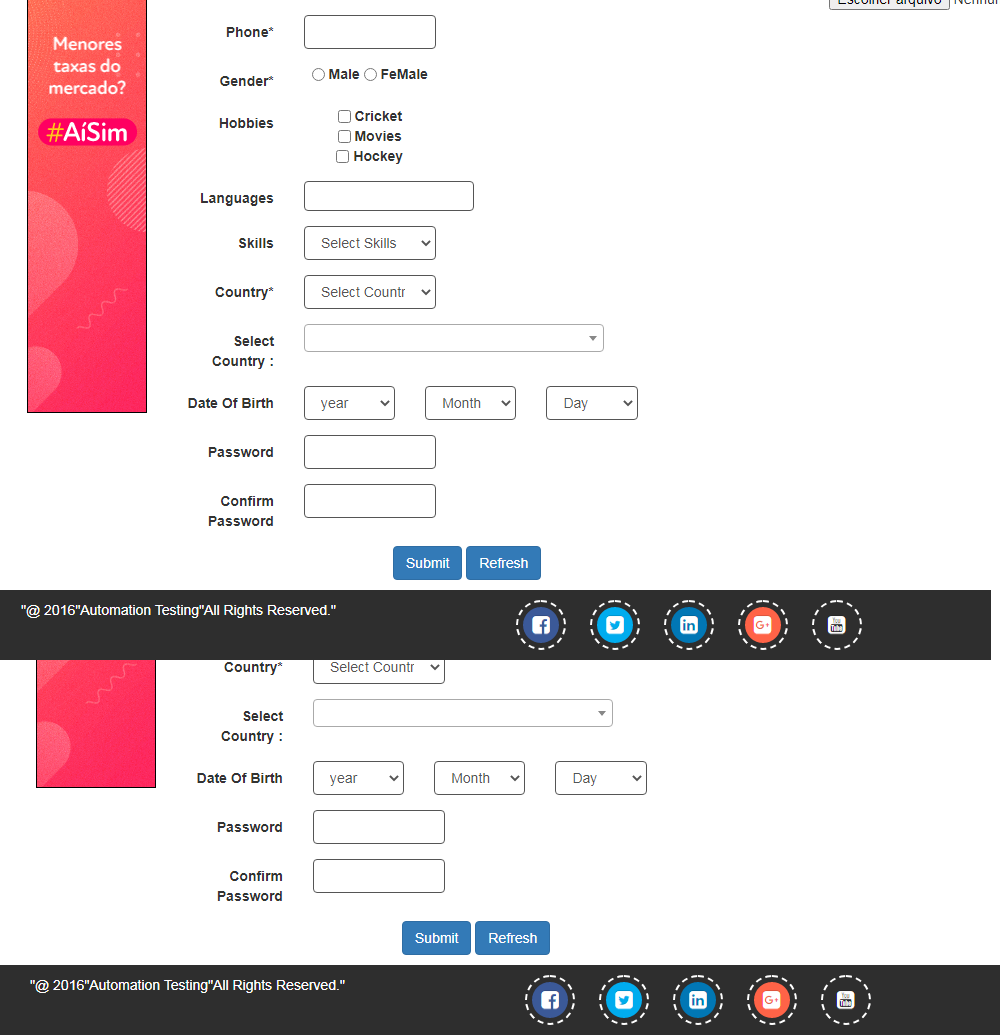 Escolher arquivo Nenhum
Menores
taxas do
mercado?
#AíSim
Phone*
Gender* Male FeMale
Hobbies Cricket
Movies
Hockey
Languages
Skills Select Skills
Country* Select Countr
Select
Country :
Date Of Birth year Month Day
Password
Confirm
Password
Submit Refresh
"@ 2016"Automation Testing"All Rights Reserved."
You
Tube
Country* Select Countr
Select
Country :
Date Of Birth year Month Day
Password
Confirm
Password
Submit Refresh
"@ 2016"Automation Testing"All Rights Reserved."
You
Tube